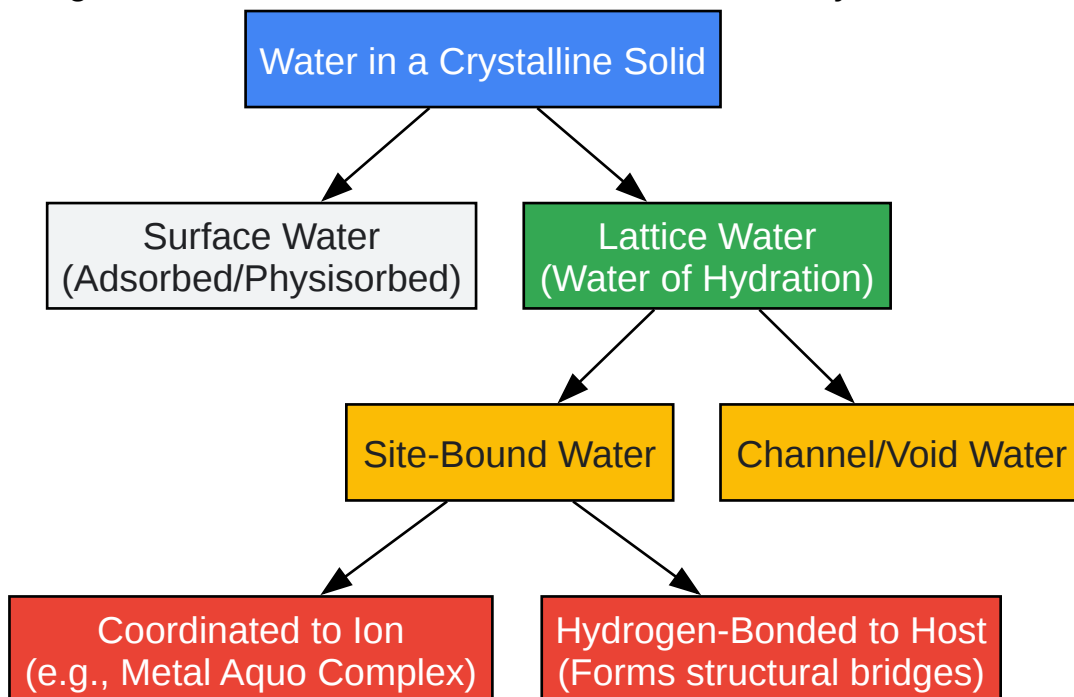 Water in a Crystalline Solid
Surface Water
(Adsorbed/Physisorbed)
Lattice Water
(Water of Hydration)
Site-Bound Water
Channel/Void Water
Coordinated to Ion
(e.g., Metal Aquo Complex)
Hydrogen-Bonded to Host
(Forms structural bridges)